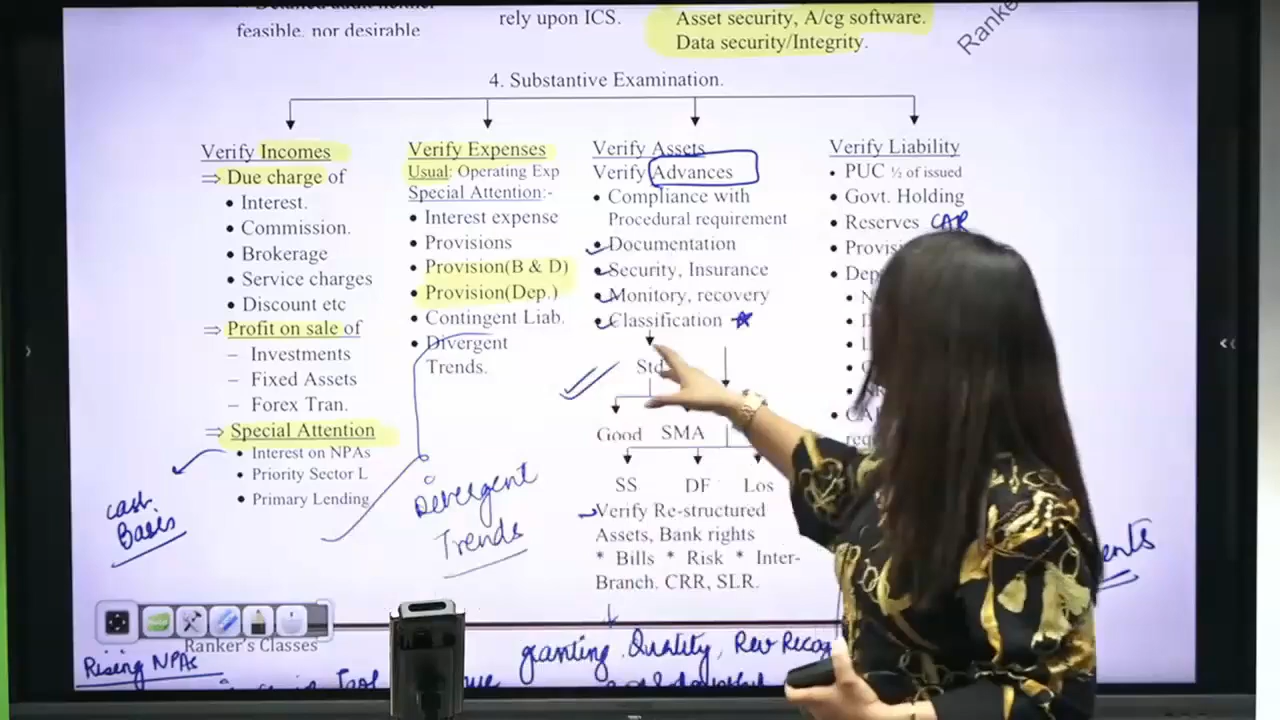 feasible, nor desirable
rely upon ICS.
Asset security, A/cg software.
Data security/Integrity.
4. Substantive Examination.
Verify Incomes
⇒ Due charge of
• Interest.
• Commission.
• Brokerage
• Service charges
• Discount etc
⇒ Profit on sale of
– Investments
– Fixed Assets
– Forex Tran.
⇒ Special Attention
• Interest on NPAs
• Priority Sector L
• Primary Lending
cash
Basis
Verify Expenses
Usual: Operating Exp
Special Attention:-
• Interest expense
• Provisions
• Provision(B & D)
• Provision(Dep.)
• Contingent Liab.
• Divergent
Trends.
Divergent
Trends
Verify Assets
Verify Advances
• Compliance with
Procedural requirement
• Documentation
• Security, Insurance
• Monitory, recovery
• Classification
Std
Good SMA
SS DF Los
Verify Re-structured
Assets, Bank rights
* Bills * Risk * Inter-
Branch. CRR, SLR.
Verify Liability
• PUC ½ of issued
• Govt. Holding
• Reserves CAR
Ranker's Classes
Rising NPAs
granting, Quality, Rev